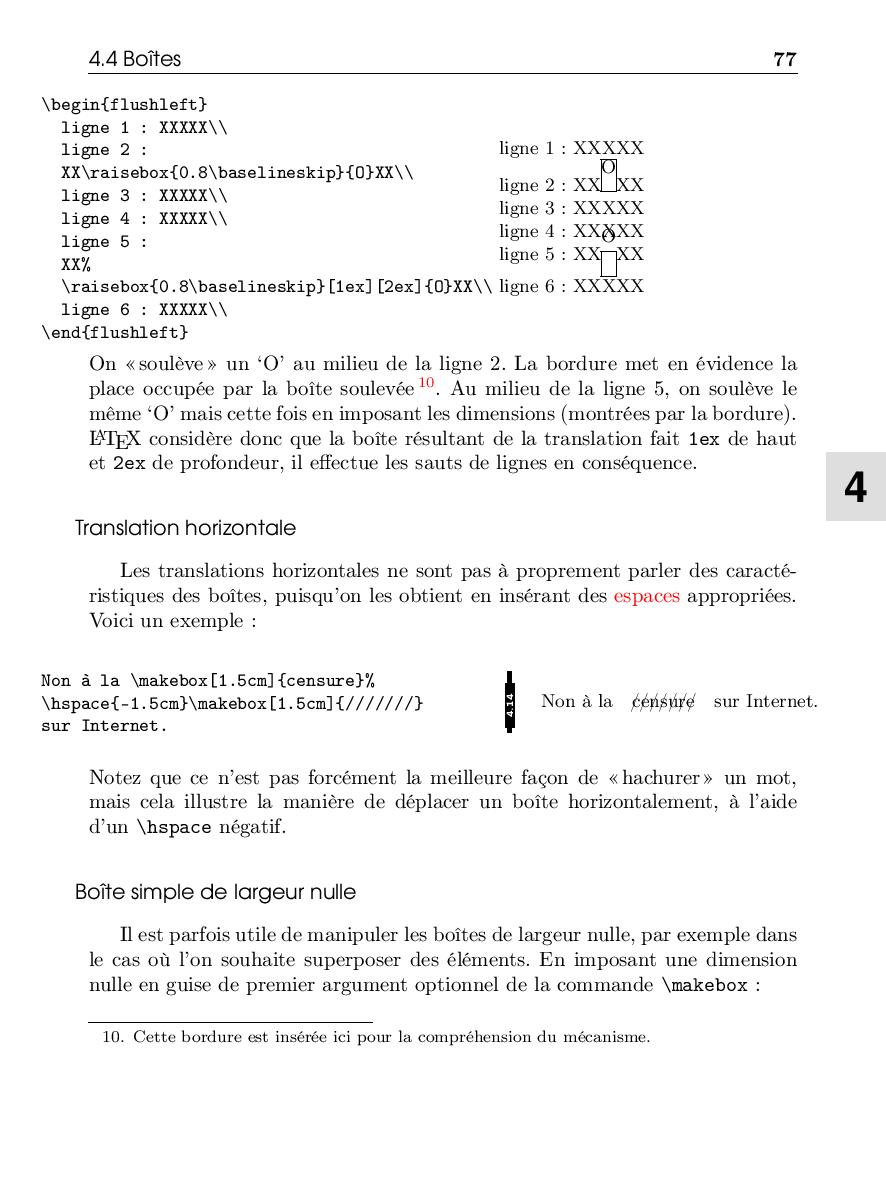 4.4 Boîtes 77
\begin{flushleft}
ligne 1 : XXXXX\\
ligne 2 :
XX\raisebox{0.8\baselineskip}{O}XX\\
ligne 3 : XXXXX\\
ligne 4 : XXXXX\\
ligne 5 :
XX%
\raisebox{0.8\baselineskip}[1ex][2ex]{O}XX\\
ligne 6 : XXXXX\\
\end{flushleft}
ligne 1 : XXXXX
O
ligne 2 : XX XX
ligne 3 : XXXXX
ligne 4 : XXXXX
O
ligne 5 : XX XX
ligne 6 : XXXXX
On « soulève » un ‘O’ au milieu de la ligne 2. La bordure met en évidence la
place occupée par la boîte soulevée 10. Au milieu de la ligne 5, on soulève le
même ‘O’ mais cette fois en imposant les dimensions (montrées par la bordure).
LATEX considère donc que la boîte résultant de la translation fait 1ex de haut
et 2ex de profondeur, il effectue les sauts de lignes en conséquence.
4
Translation horizontale
Les translations horizontales ne sont pas à proprement parler des caracté-
ristiques des boîtes, puisqu’on les obtient en insérant des espaces appropriées.
Voici un exemple :
Non à la \makebox[1.5cm]{censure}%
\hspace{-1.5cm}\makebox[1.5cm]{///////}
sur Internet.
4.14
Non à la censure sur Internet.
Notez que ce n’est pas forcément la meilleure façon de « hachurer » un mot,
mais cela illustre la manière de déplacer un boîte horizontalement, à l’aide
d’un \hspace négatif.
Boîte simple de largeur nulle
Il est parfois utile de manipuler les boîtes de largeur nulle, par exemple dans
le cas où l’on souhaite superposer des éléments. En imposant une dimension
nulle en guise de premier argument optionnel de la commande \makebox :
10. Cette bordure est insérée ici pour la compréhension du mécanisme.